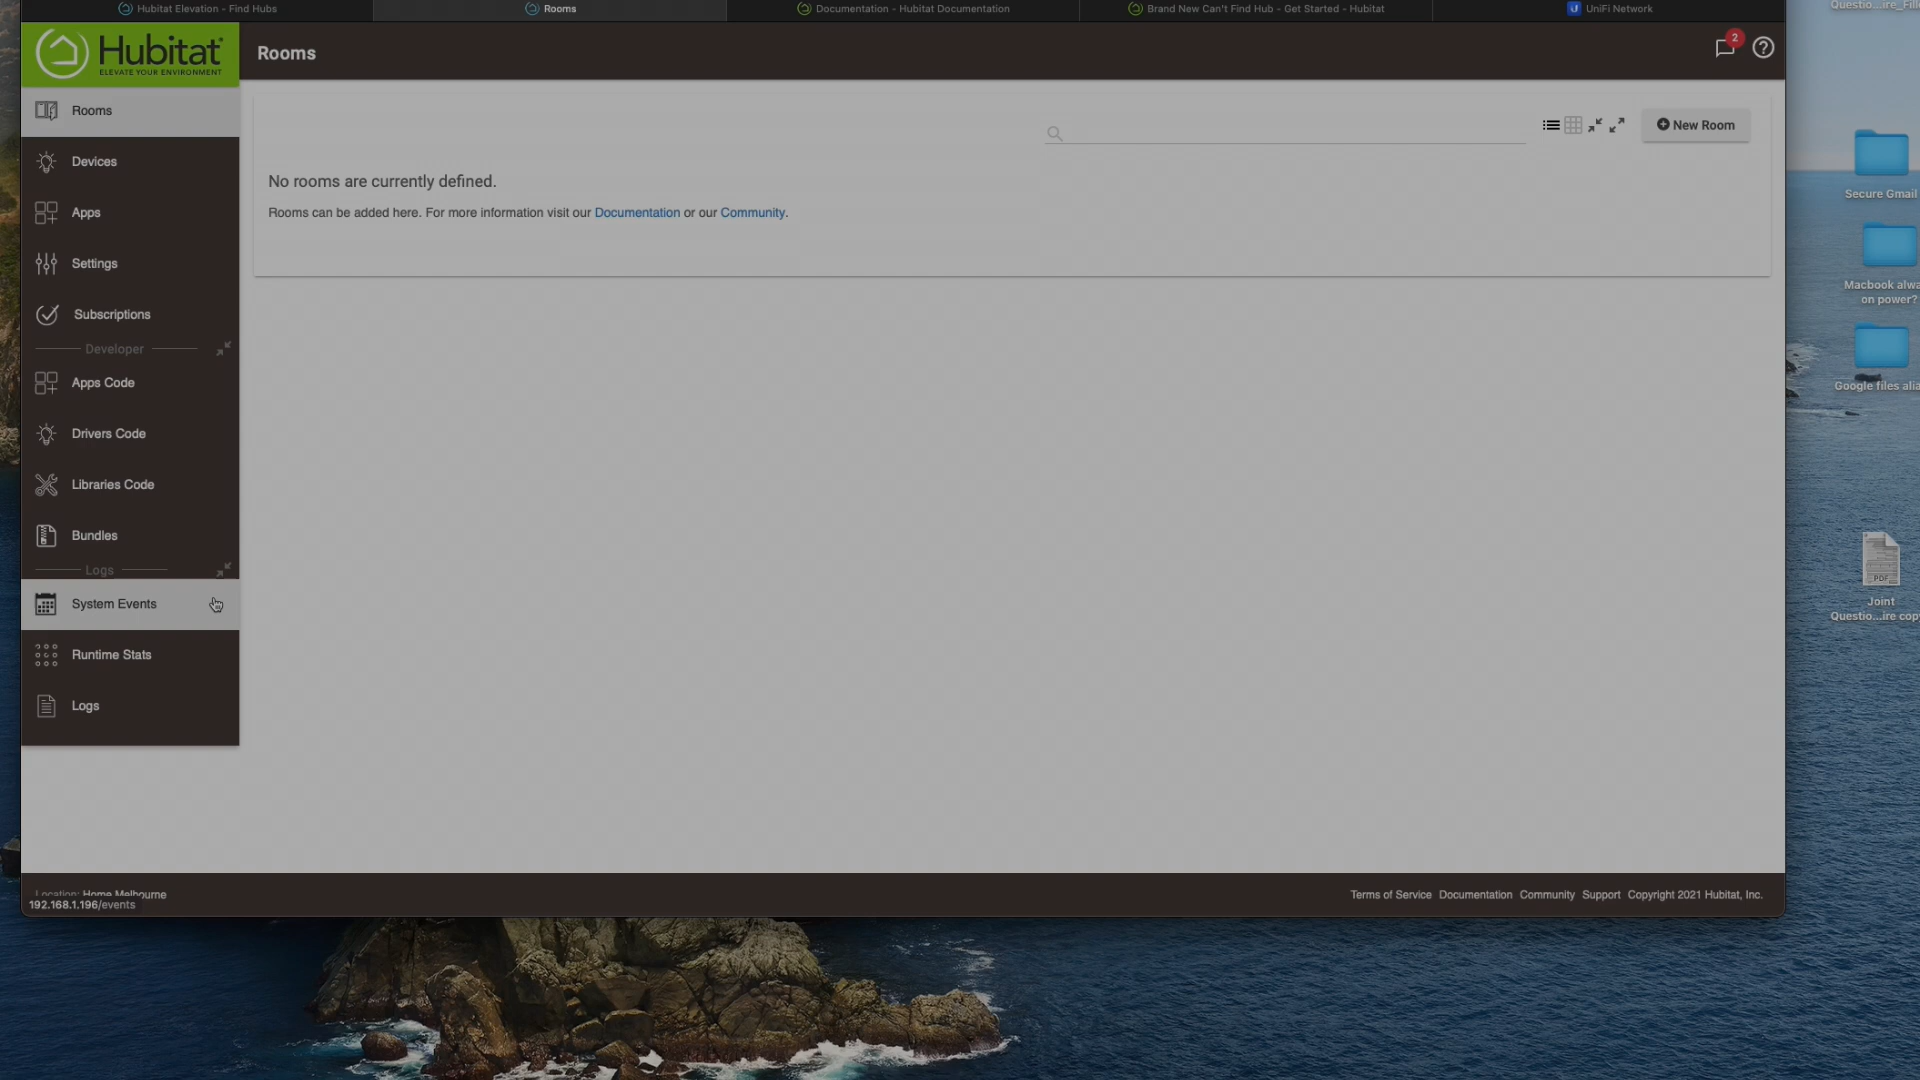 Hubitat Elevation - Find Hubs
Rooms
Documentation - Hubitat Documentation
Brand New Can't Find Hub - Get Started - Hubitat
UniFi Network
Questio...ire_Fille
Hubitat
ELEVATE YOUR ENVIRONMENT
Rooms
2
Rooms
Devices
Apps
Settings
Subscriptions
Developer
Apps Code
Drivers Code
Libraries Code
Bundles
Logs
System Events
Runtime Stats
Logs
New Room
No rooms are currently defined.
Rooms can be added here. For more information visit our Documentation or our Community.
Secure Gmail
Macbook alwa
on power?
Google files alia
PDF
Joint
Questio...ire copy
Location: Home Melbourne
192.168.1.196/events
Terms of Service Documentation Community Support Copyright 2021 Hubitat, Inc.